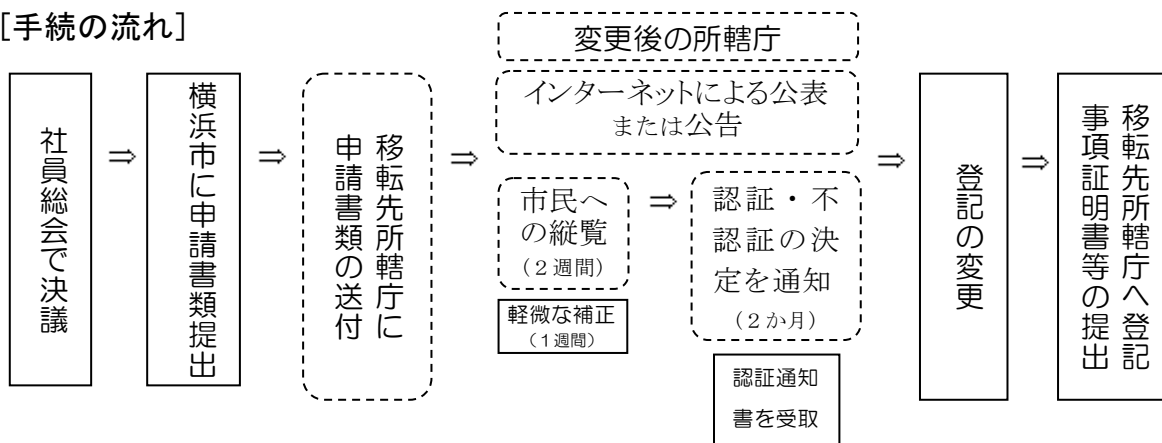 [手続の流れ]
社員総会で決議
⇒
横浜市に申請書類提出
⇒
移転先所轄庁に
申請書類の送付
⇒
変更後の所轄庁
インターネットによる公表
または公告
市民へ
の縦覧
（２週間）
軽微な補正
（１週間）
⇒
認証・不
認証の決
定を通知
（２か月）
認証通知
書を受取
⇒
登記の変更
⇒
移転先所轄庁へ登記
事項証明書等の提出